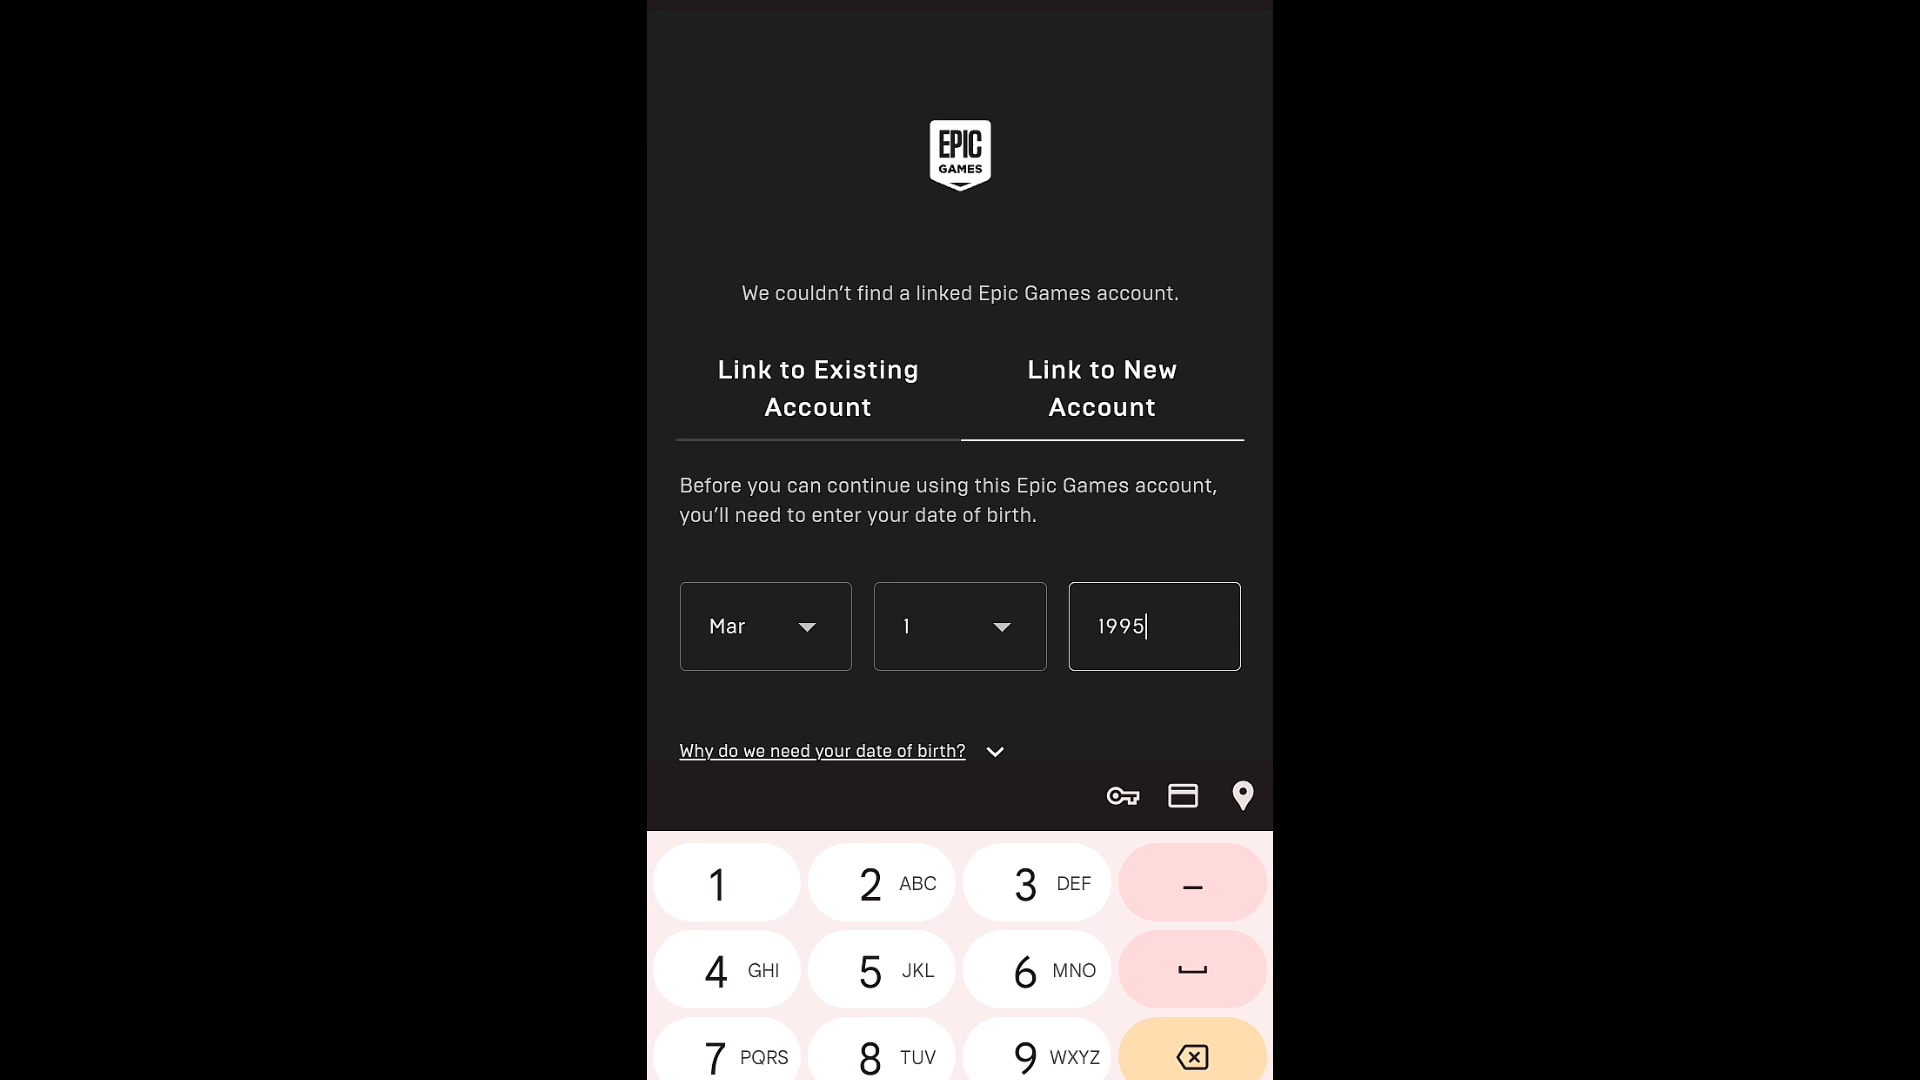 EPIC
GAMES
We couldn't find a linked Epic Games account.
Link to Existing
Account
Link to New
Account
Before you can continue using this Epic Games account,
you'll need to enter your date of birth.
Mar
1
1995
Why do we need your date of birth?
1
2 ABC
3 DEF
–
4 GHI
5 JKL
6 MNO
7 PQRS
8 TUV
9 WXYZ